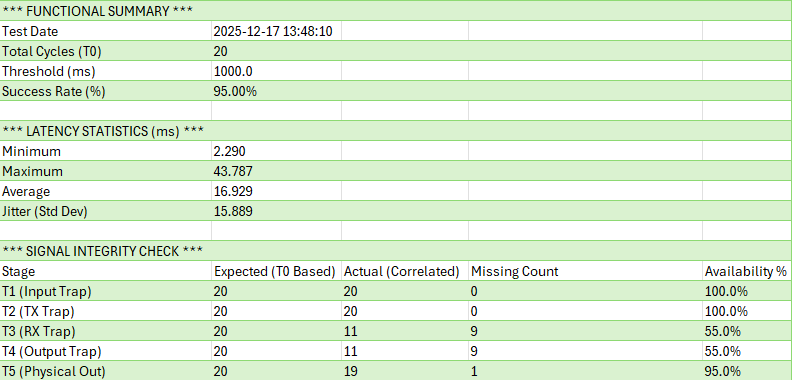 *** FUNCTIONAL SUMMARY ***
Test Date 2025-12-17 13:48:10
Total Cycles (T0) 20
Threshold (ms) 1000.0
Success Rate (%) 95.00%
*** LATENCY STATISTICS (ms) ***
Minimum 2.290
Maximum 43.787
Average 16.929
Jitter (Std Dev) 15.889
*** SIGNAL INTEGRITY CHECK ***
Stage Expected (T0 Based) Actual (Correlated) Missing Count Availability %
T1 (Input Trap) 20 20 0 100.0%
T2 (TX Trap) 20 20 0 100.0%
T3 (RX Trap) 20 11 9 55.0%
T4 (Output Trap) 20 11 9 55.0%
T5 (Physical Out) 20 19 1 95.0%